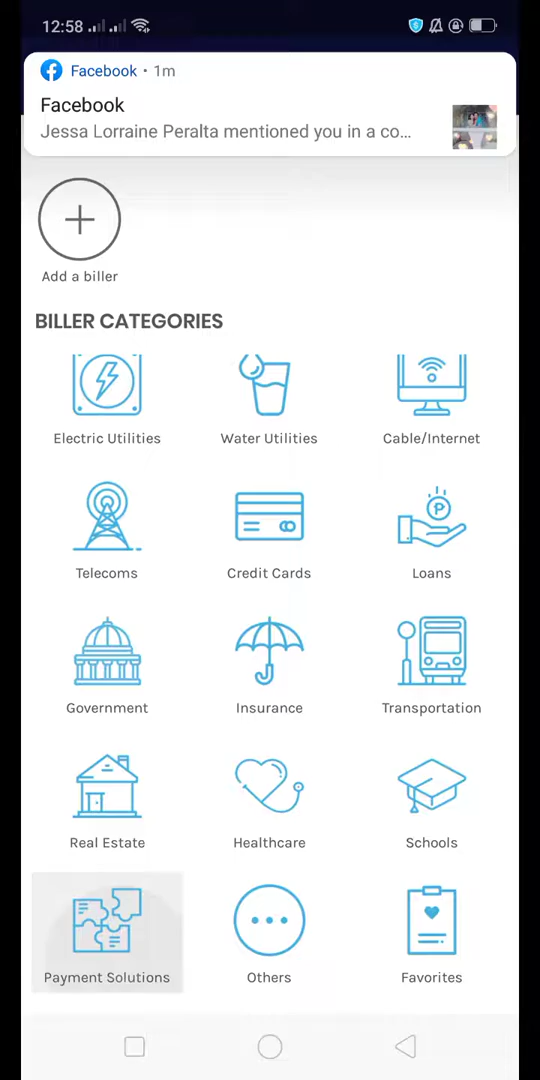 12:58
Facebook • 1m
Facebook
Jessa Lorraine Peralta mentioned you in a co...
Add a biller
BILLER CATEGORIES
Electric Utilities
Water Utilities
Cable/Internet
Telecoms
Credit Cards
Loans
Government
Insurance
Transportation
Real Estate
Healthcare
Schools
Payment Solutions
Others
Favorites